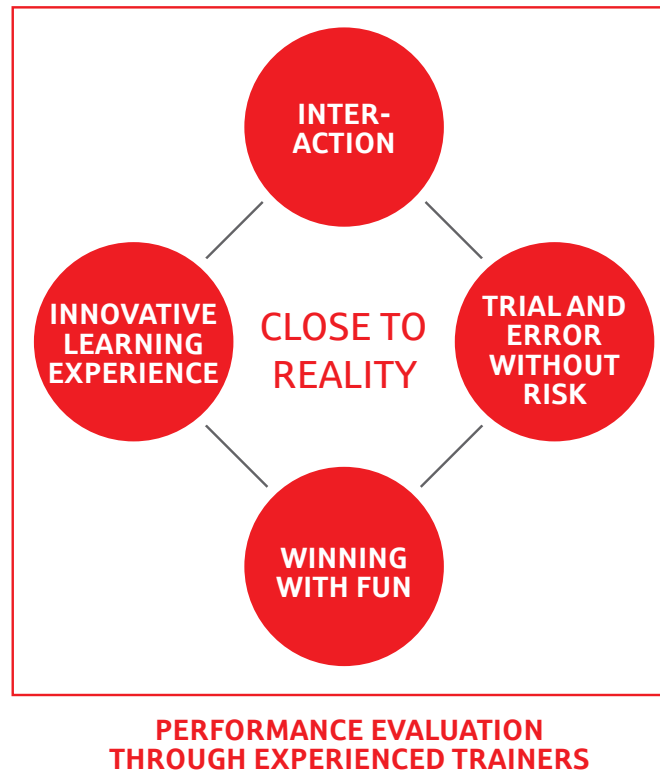 INTER-
ACTION
INNOVATIVE
LEARNING
EXPERIENCE
CLOSE TO
REALITY
TRIAL AND
ERROR
WITHOUT
RISK
WINNING
WITH FUN
PERFORMANCE EVALUATION
THROUGH EXPERIENCED TRAINERS